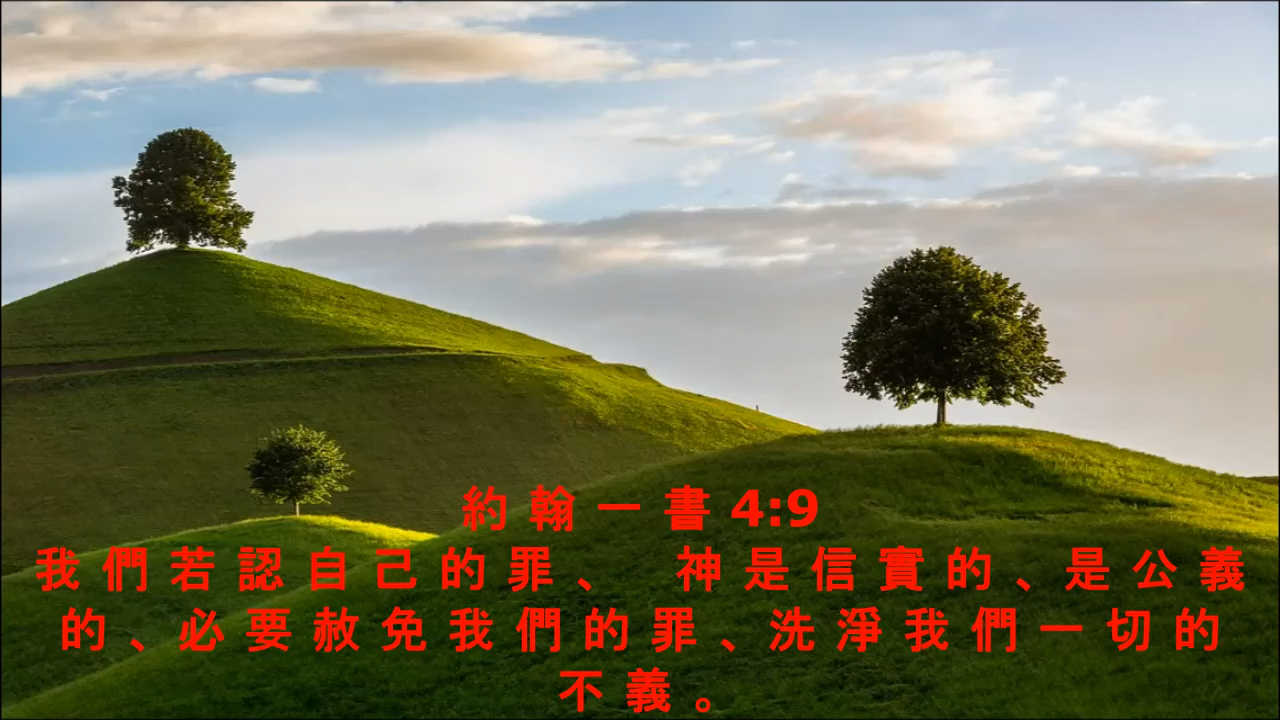 約 翰 一 書 4:9
我 們 若 認 自 己 的 罪 、 神 是 信 實 的 、是 公 義
的 、必 要 赦 免 我 們 的 罪 、洗 淨 我 們 一 切 的
不 義 。